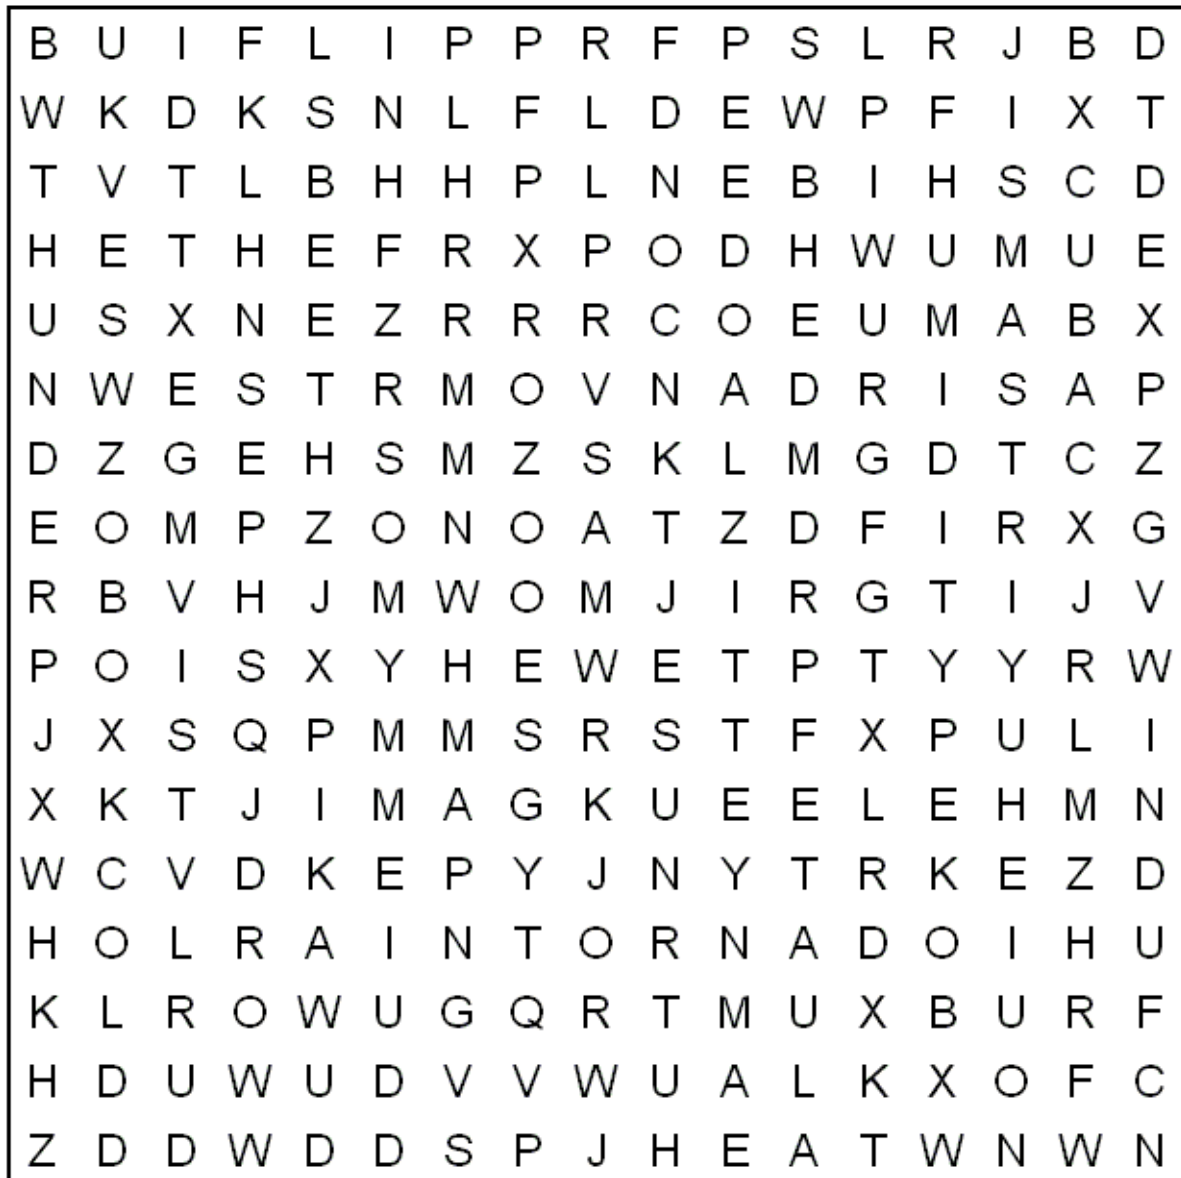 B U I F L I P P R F P S L R J B D
W K D K S N L F L D E W P F I X T
T V T L B H H P L N E B I H S C D
H E T H E F R X P O D H W U M U E
U S X N E Z R R R C O E U M A B X
N W E S T R M O V N A D R I S A P
D Z G E H S M Z S K L M G D T C Z
E O M P Z O N O A T Z D F I R X G
R B V H J M W O M J I R G T I J V
P O I S X Y H E W E T P T Y Y R W
J X S Q P M M S R S T F X P U L I
X K T J I M A G K U E E L E H M N
W C V D K E P Y J N Y T R K E Z D
H O L R A I N T O R N A D O I H U
K L R O W U G Q R T M U X B U R F
H D U W U D V V W U A L K X O F C
Z D D W D D S P J H E A T W N W N